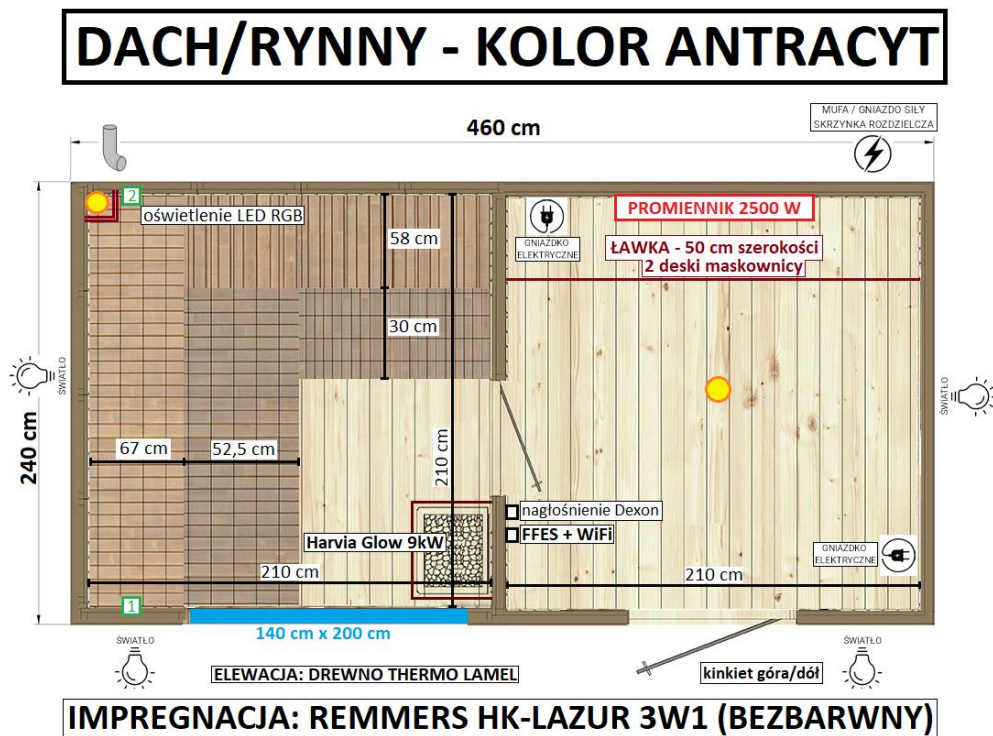 DACH/RYNNY - KOLOR ANTRACYT
MUFA / GNIAZDO SIŁY
SKRZYNKA ROZDZIELCZA
460 cm
2
oświetlenie LED RGB
58 cm
30 cm
GNIAZDKO
ELEKTRYCZNE
PROMIENNIK 2500 W
ŁAWKA - 50 cm szerokości
2 deski maskownicy
ŚWIATŁO
ŚWIATŁO
240 cm
67 cm
52,5 cm
210 cm
nagłośnienie Dexon
FFES + WiFi
Harvia Glow 9kW
GNIAZDKO
ELEKTRYCZNE
210 cm
210 cm
1
140 cm x 200 cm
ŚWIATŁO
ŚWIATŁO
ELEWACJA: DREWNO THERMO LAMEL
kinkiet góra/dół
IMPREGNACJA: REMMERS HK-LAZUR 3W1 (BEZBARWNY)